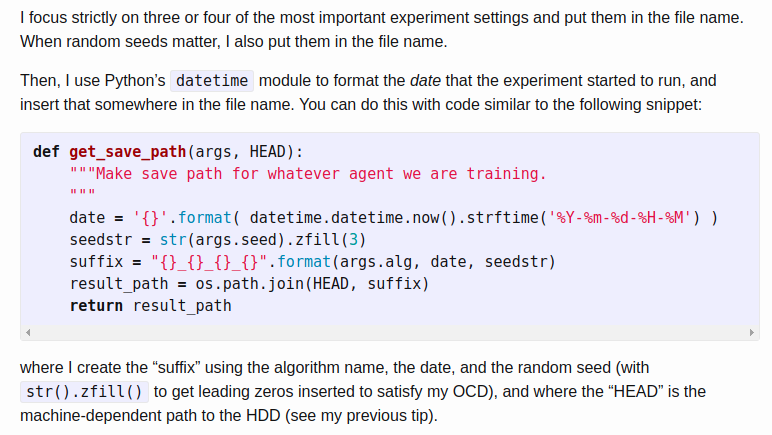 I focus strictly on three or four of the most important experiment settings and put them in the file name.
When random seeds matter, I also put them in the file name.
Then, I use Python’s datetime module to format the date that the experiment started to run, and
insert that somewhere in the file name. You can do this with code similar to the following snippet:
def get_save_path(args, HEAD):
    """Make save path for whatever agent we are training.
    """
    date = '{}'.format( datetime.datetime.now().strftime('%Y-%m-%d-%H-%M') )
    seedstr = str(args.seed).zfill(3)
    suffix = "{}_{}_{}_{}".format(args.alg, date, seedstr)
    result_path = os.path.join(HEAD, suffix)
    return result_path
where I create the “suffix” using the algorithm name, the date, and the random seed (with
str().zfill() to get leading zeros inserted to satisfy my OCD), and where the “HEAD” is the
machine-dependent path to the HDD (see my previous tip).